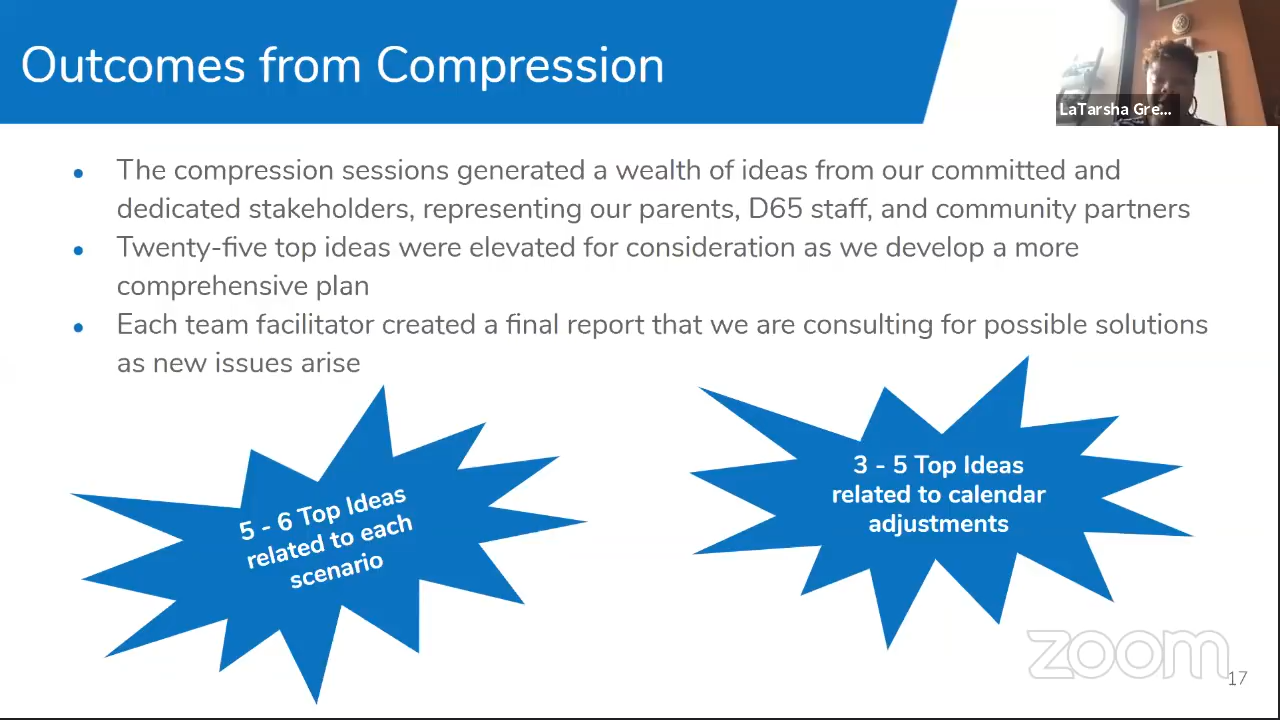 Outcomes from Compression
LaTarsha Gre...
• The compression sessions generated a wealth of ideas from our committed and
dedicated stakeholders, representing our parents, D65 staff, and community partners
• Twenty-five top ideas were elevated for consideration as we develop a more
comprehensive plan
• Each team facilitator created a final report that we are consulting for possible solutions
as new issues arise
5 - 6 Top Ideas
related to each
scenario
3 - 5 Top Ideas
related to calendar
adjustments
zoom
17